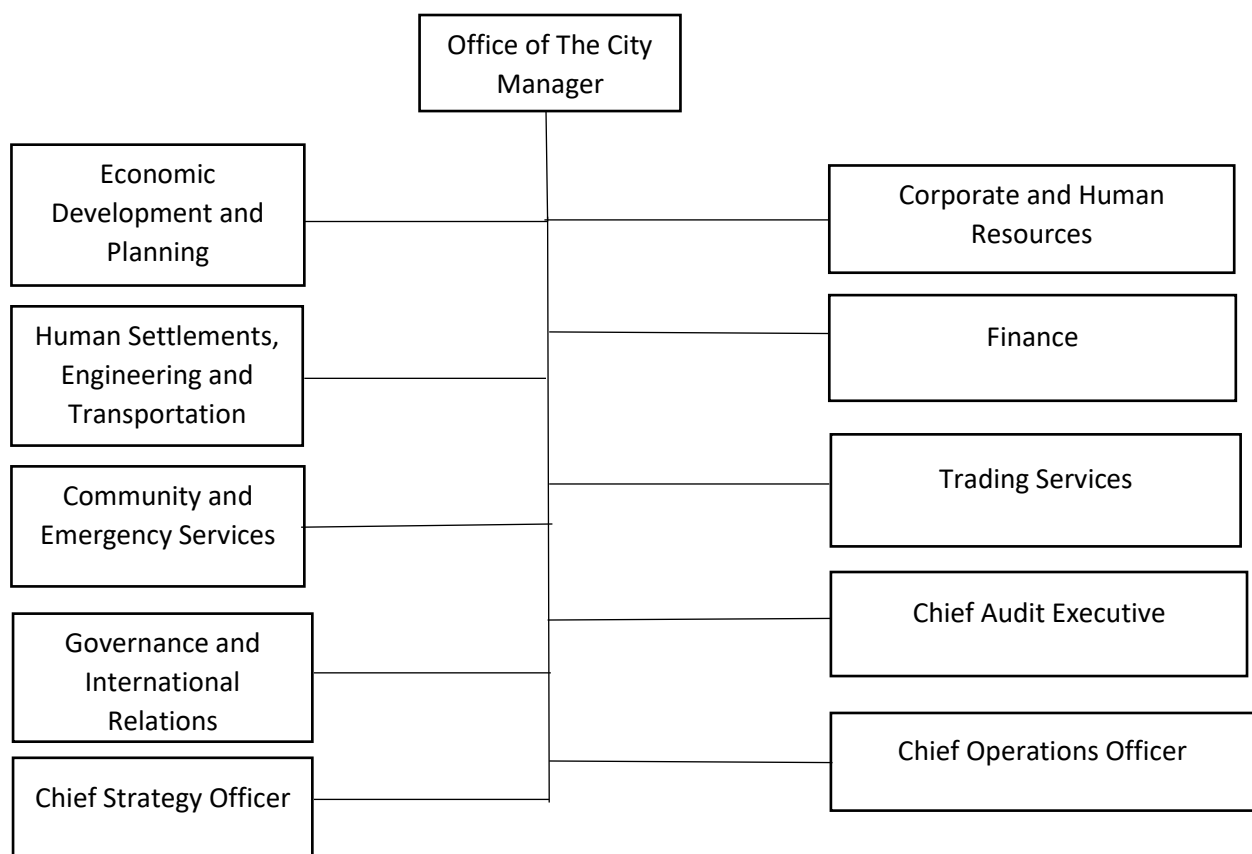 Office of The City
Manager
Economic
Development and
Planning
Corporate and Human
Resources
Human Settlements,
Engineering and
Transportation
Finance
Community and
Emergency Services
Trading Services
Governance and
International
Relations
Chief Audit Executive
Chief Strategy Officer
Chief Operations Officer